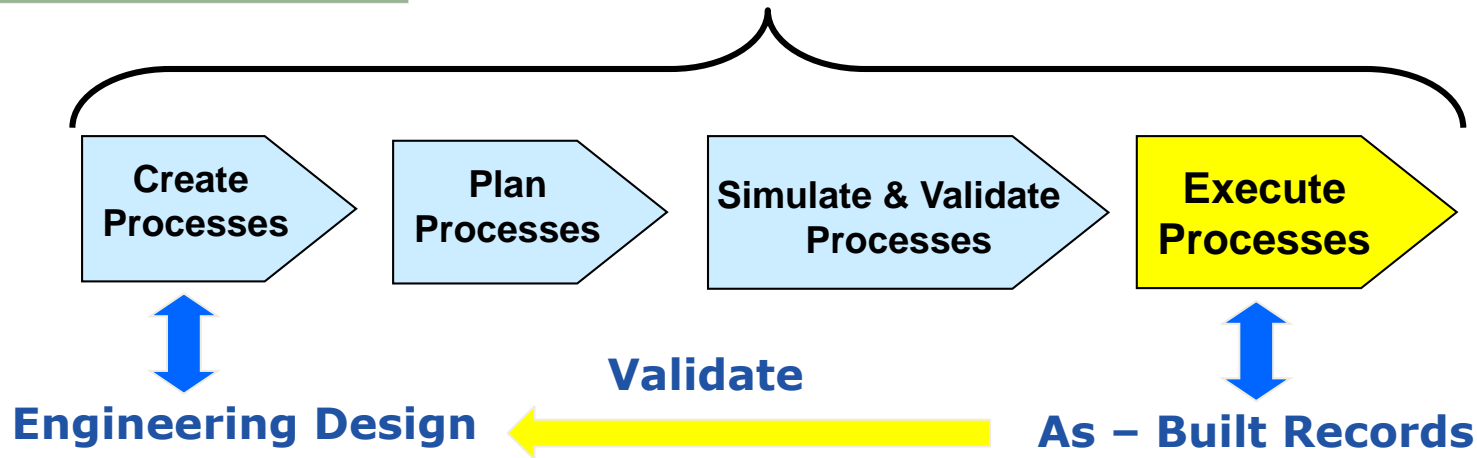 Create
Processes
Plan
Processes
Simulate & Validate
Processes
Execute
Processes
Validate
Engineering Design
As – Built Records